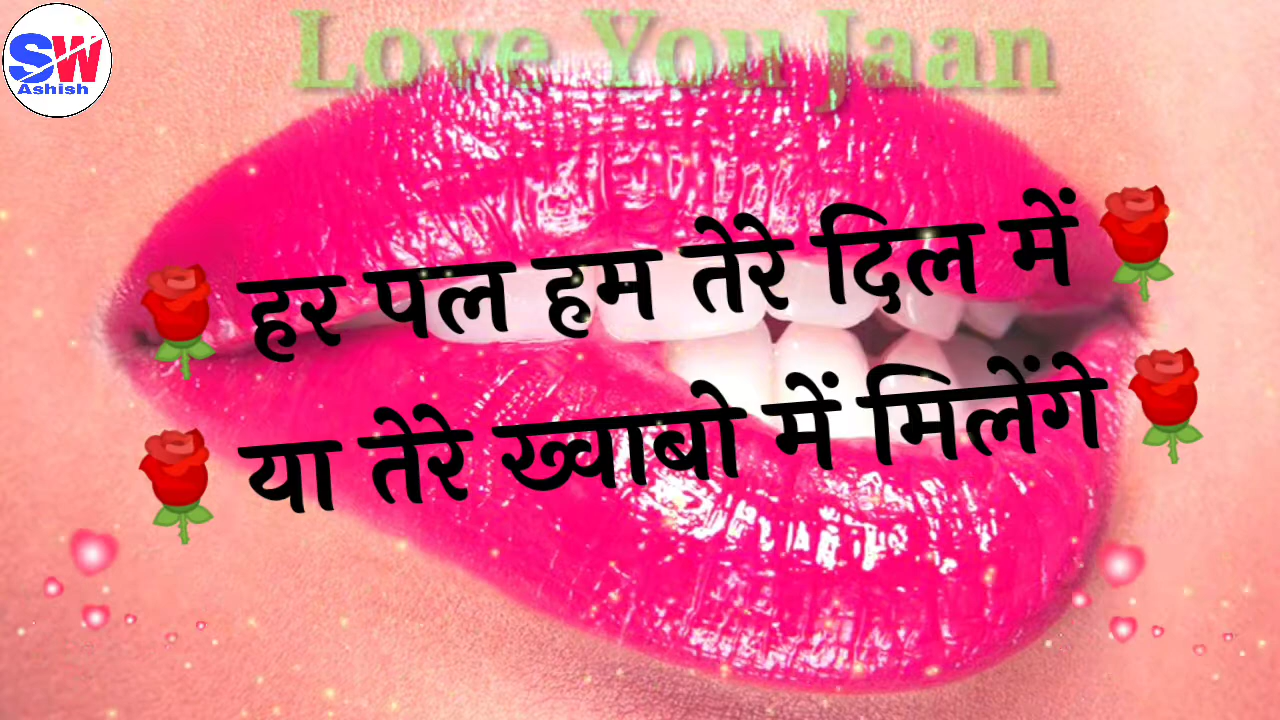 SW
Ashish
Love You Jaan
🌹 हर पल हम तेरे दिल में 🌹
🌹 या तेरे ख्वाबो में मिलेंगे 🌹